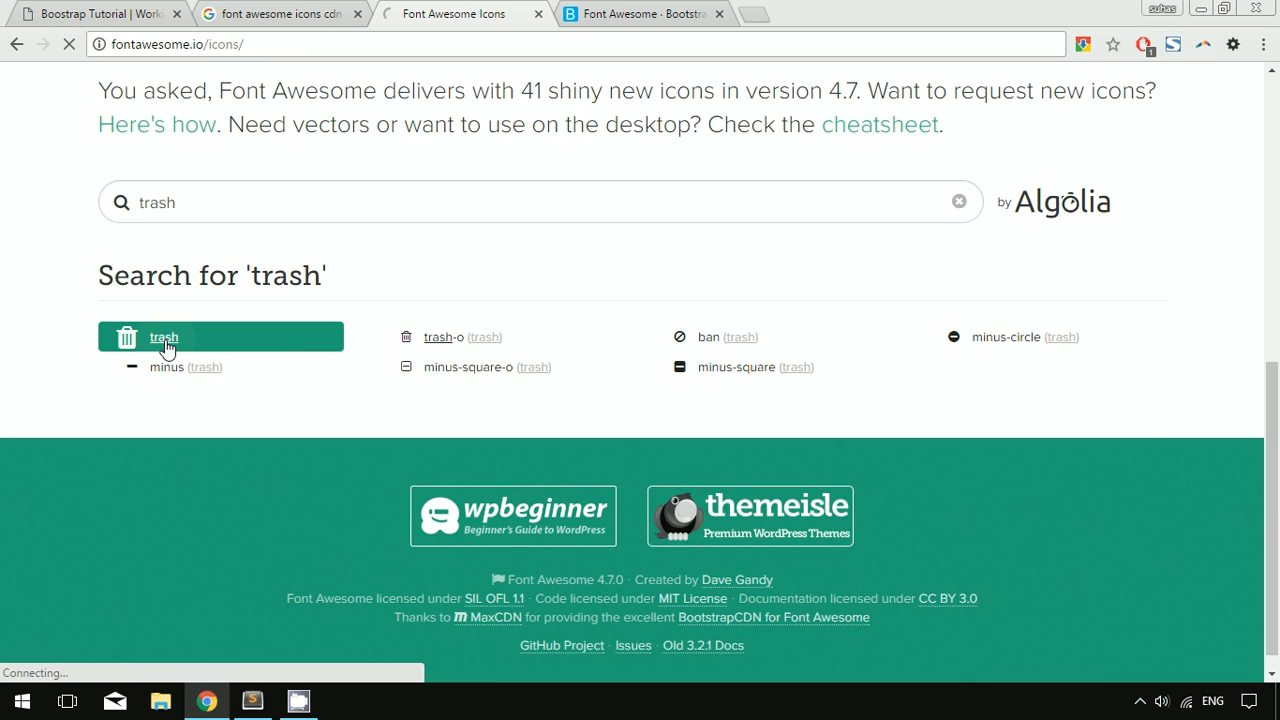 Boostrap Tutorial | Worki
font awesome icons cdn
Font Awesome Icons
B Font Awesome - Bootstra
suhas
fontawesome.io/icons/
1
You asked, Font Awesome delivers with 41 shiny new icons in version 4.7. Want to request new icons?
Here's how. Need vectors or want to use on the desktop? Check the cheatsheet.
trash
by Algolia
Search for 'trash'
trash
trash-o (trash)
ban (trash)
minus-circle (trash)
minus (trash)
minus-square-o (trash)
minus-square (trash)
wpbeginner
Beginner's Guide to WordPress
themeisle
Premium WordPress Themes
Font Awesome 4.7.0 · Created by Dave Gandy
Font Awesome licensed under SIL OFL 1.1 · Code licensed under MIT License · Documentation licensed under CC BY 3.0
Thanks to MaxCDN for providing the excellent BootstrapCDN for Font Awesome
GitHub Project · Issues · Old 3.2.1 Docs
Connecting...
ENG